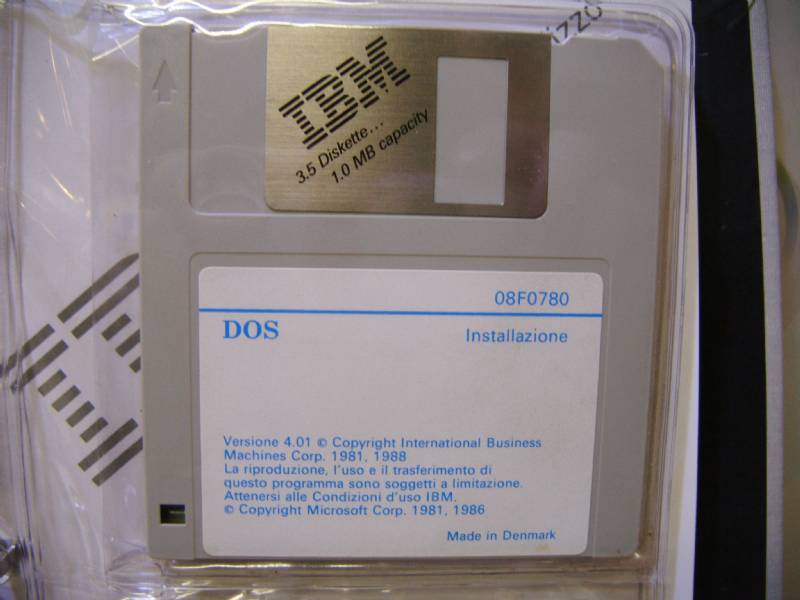 IBM
3.5 Diskette...
1.0 MB capacity
08F0780
DOS
Installazione
Versione 4.01 © Copyright International Business
Machines Corp. 1981, 1988
La riproduzione, l'uso e il trasferimento di
questo programma sono soggetti a limitazione.
Attenersi alle Condizioni d'uso IBM.
© Copyright Microsoft Corp. 1981, 1986
Made in Denmark